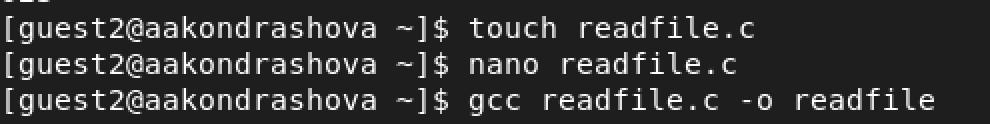 [guest2@aakondrashova ~]$ touch readfile.c
[guest2@aakondrashova ~]$ nano readfile.c
[guest2@aakondrashova ~]$ gcc readfile.c -o readfile